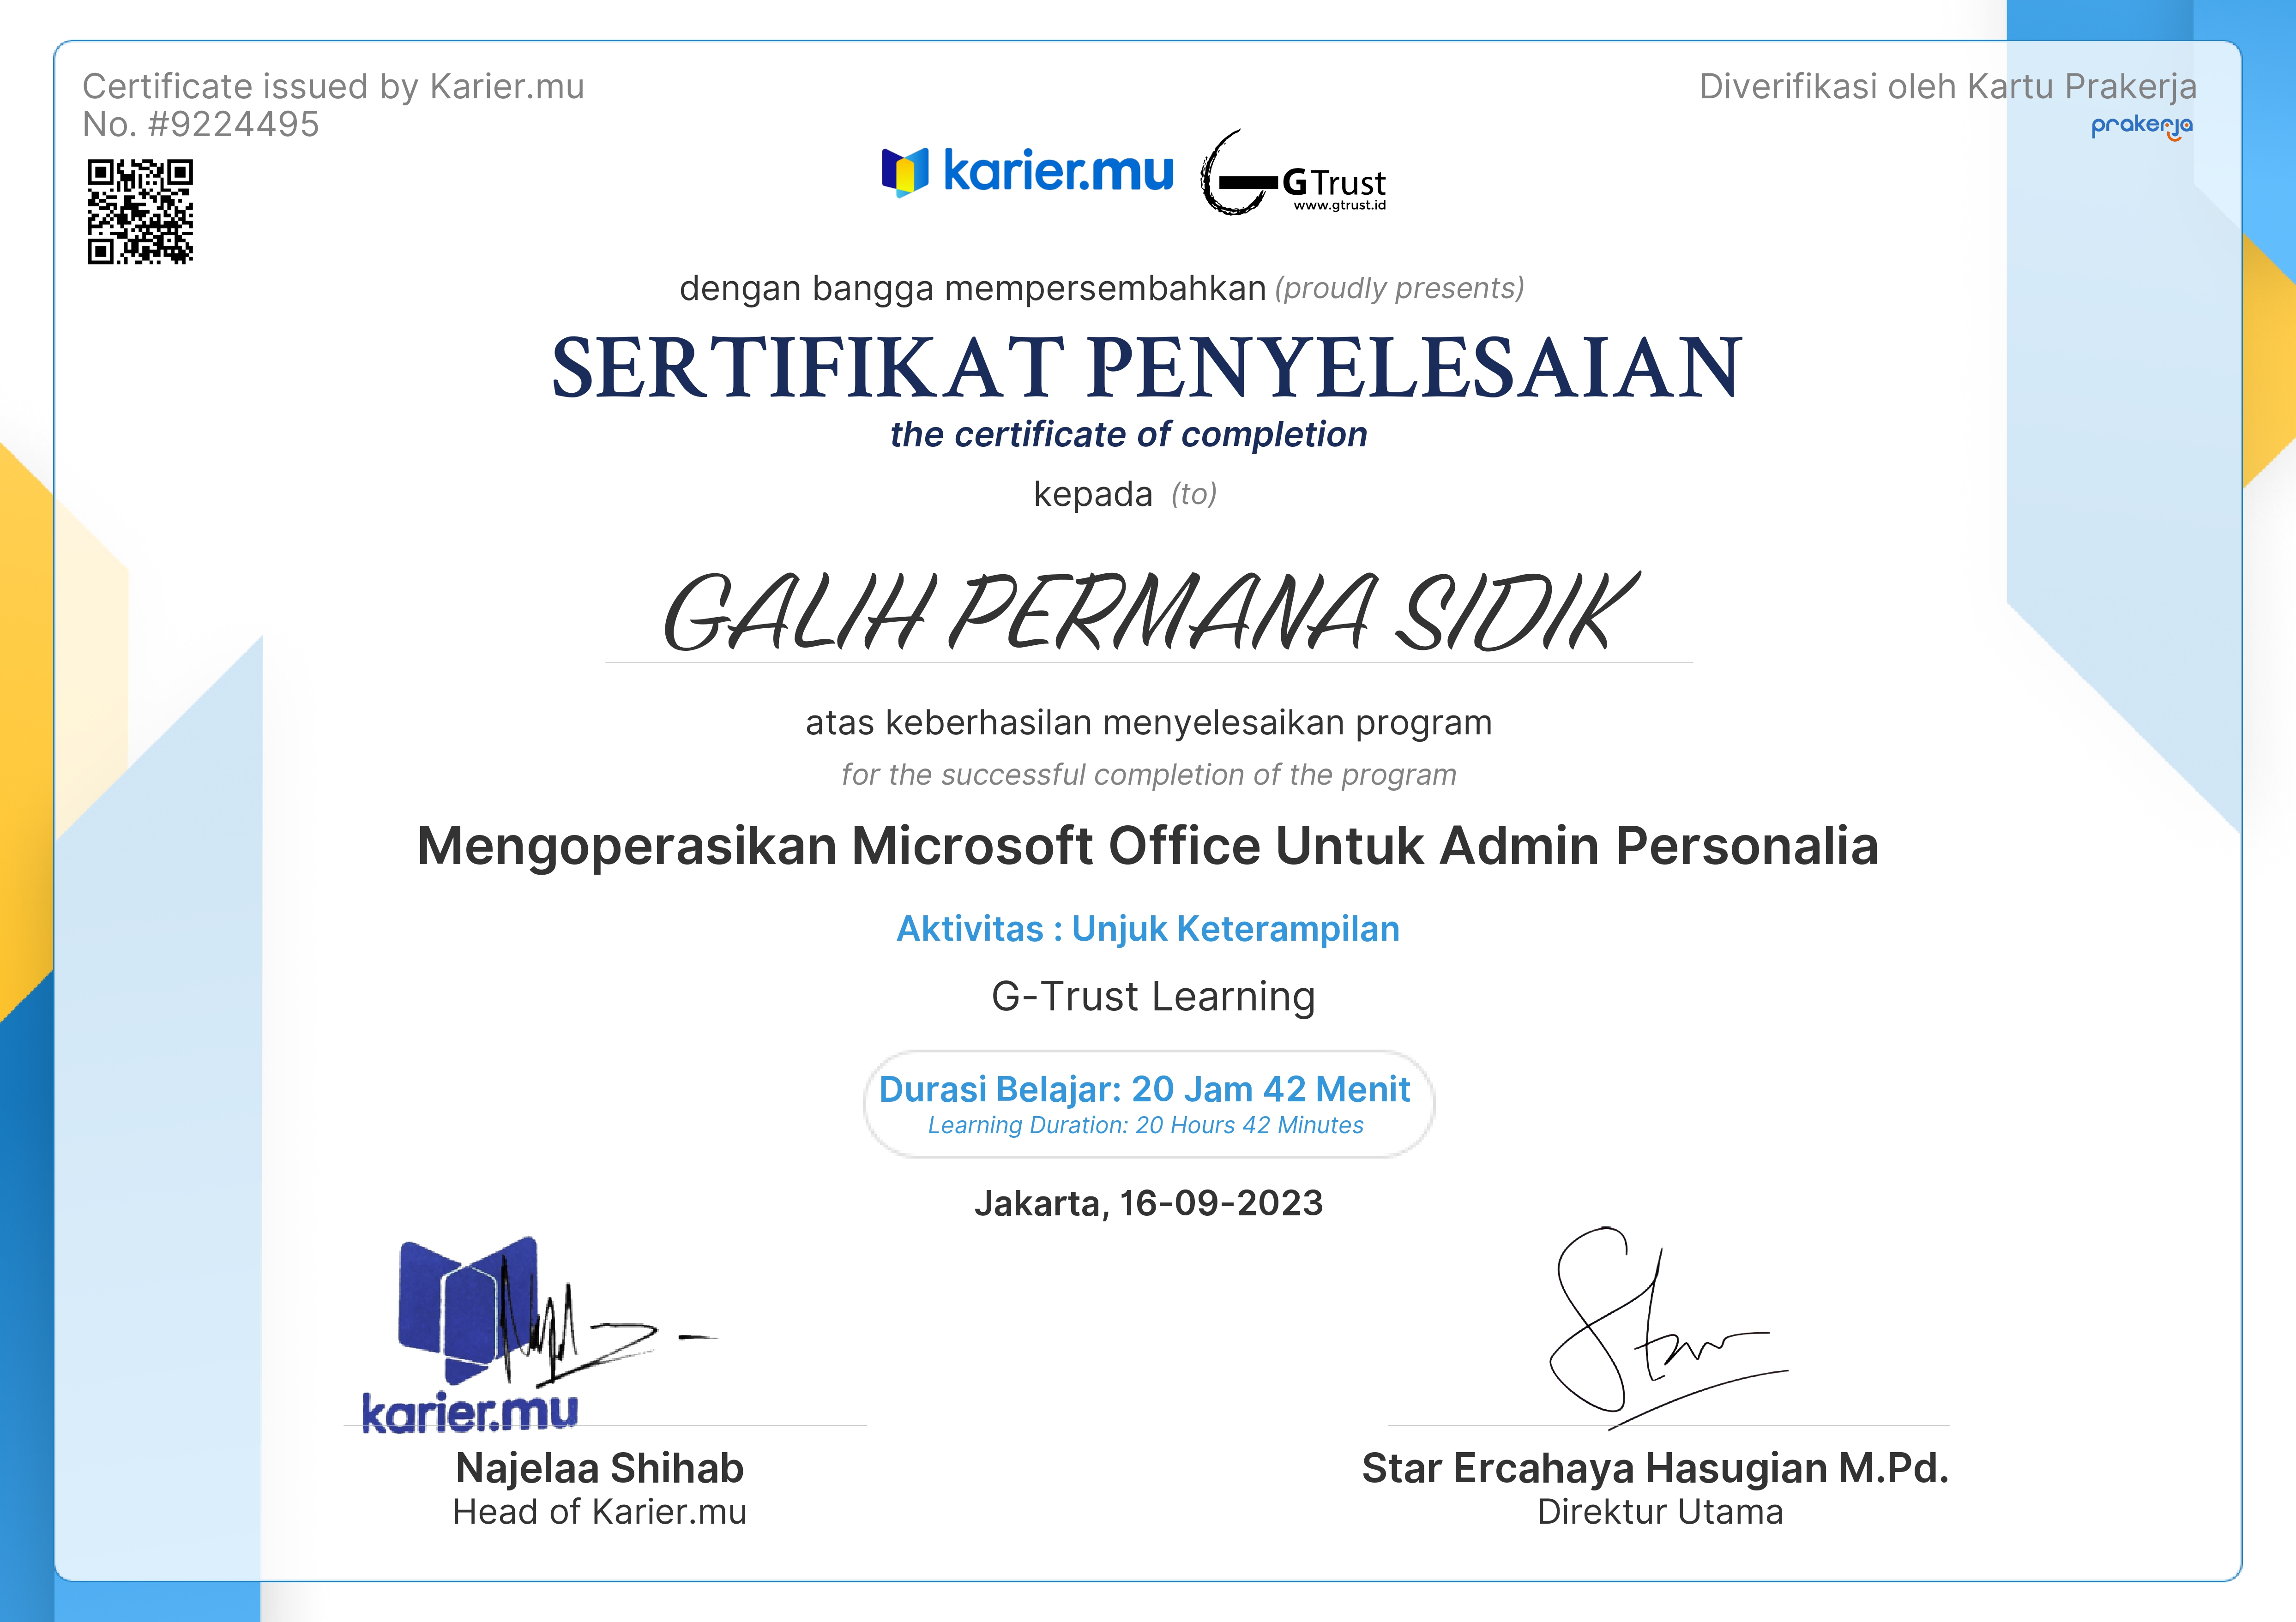 Certificate issued by Karier.mu
No. #9224495
Diverifikasi oleh Kartu Prakerja
prakerja
karier.mu
G Trust
www.gtrust.id
dengan bangga mempersembahkan (proudly presents)
SERTIFIKAT PENYELESAIAN
the certificate of completion
kepada (to)
GALIH PERMANA SIDIK
atas keberhasilan menyelesaikan program
for the successful completion of the program
Mengoperasikan Microsoft Office Untuk Admin Personalia
Aktivitas : Unjuk Keterampilan
G-Trust Learning
Durasi Belajar: 20 Jam 42 Menit
Learning Duration: 20 Hours 42 Minutes
Jakarta, 16-09-2023
karier.mu
Najelaa Shihab
Head of Karier.mu
Star Ercahaya Hasugian M.Pd.
Direktur Utama